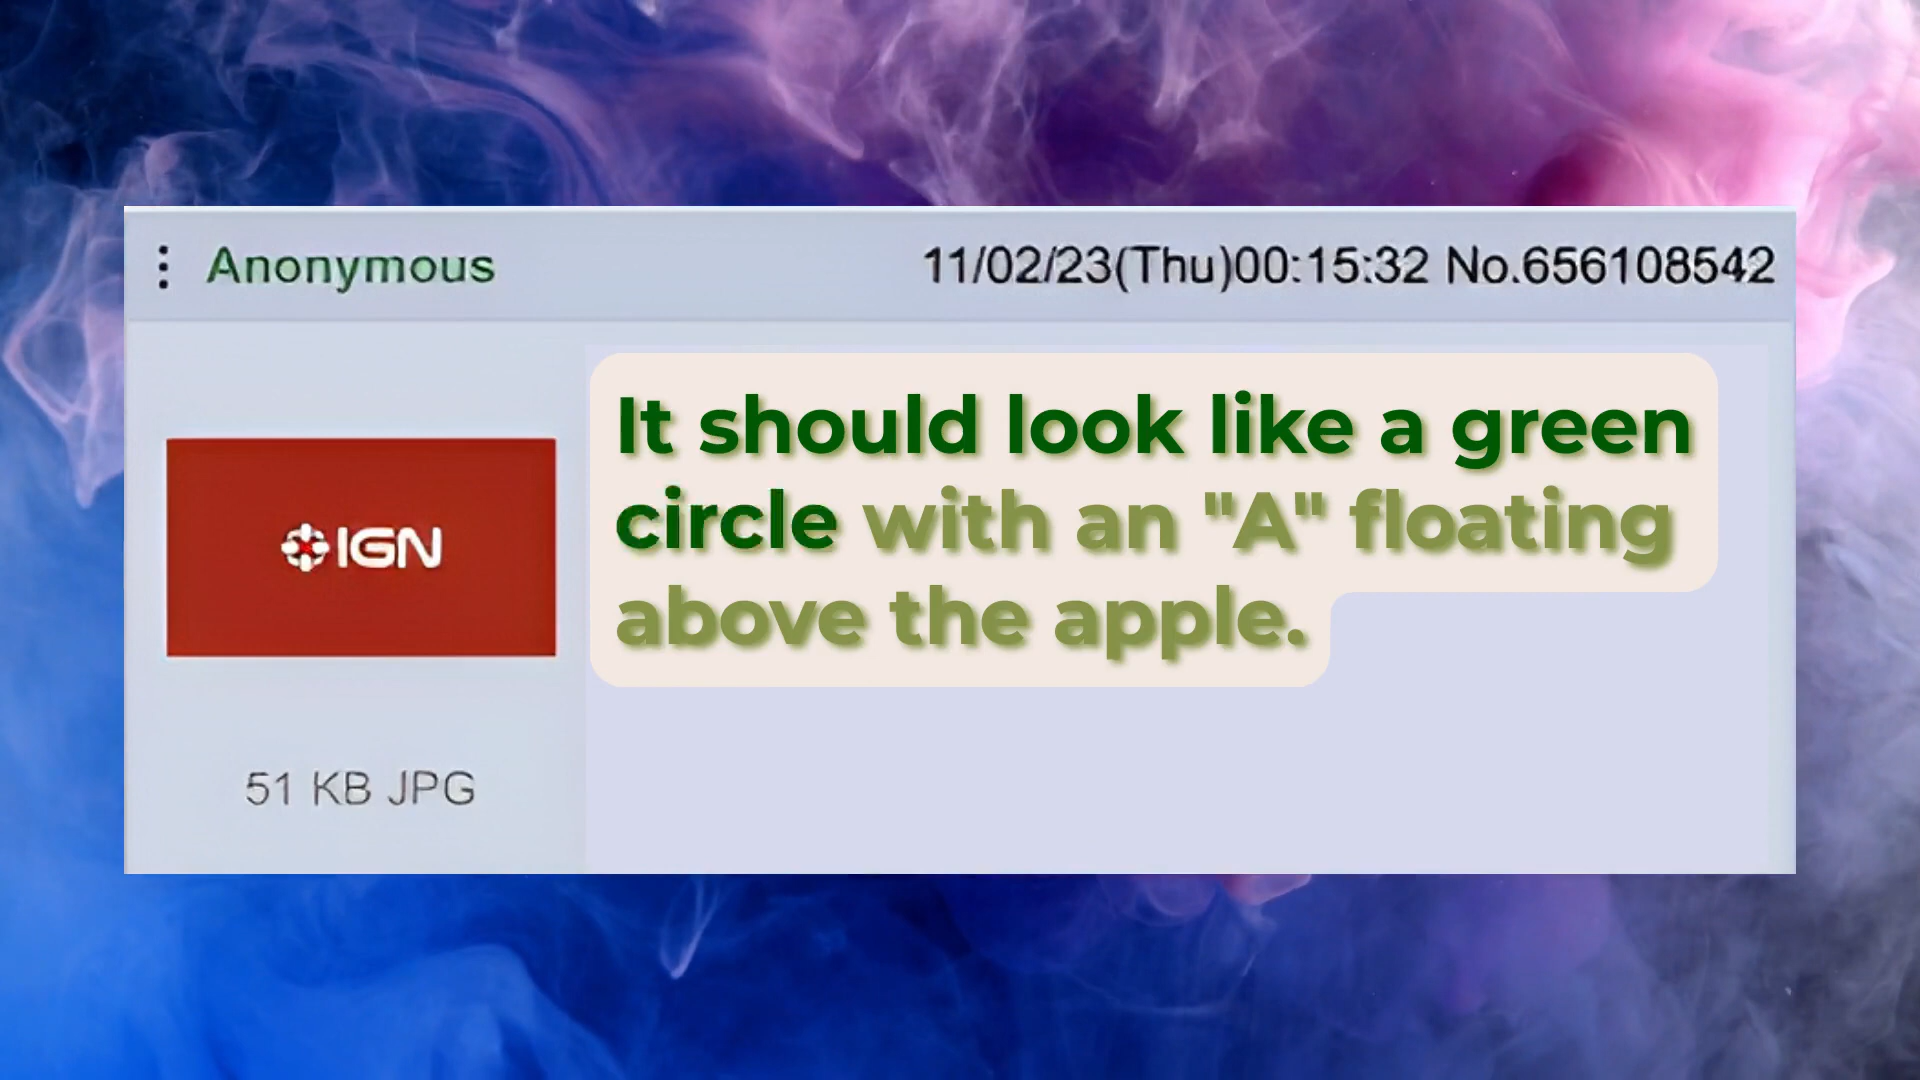 Anonymous 11/02/23(Thu)00:15:32 No.656108542
IGN
It should look like a green
circle with an "A" floating
above the apple.
51 KB JPG